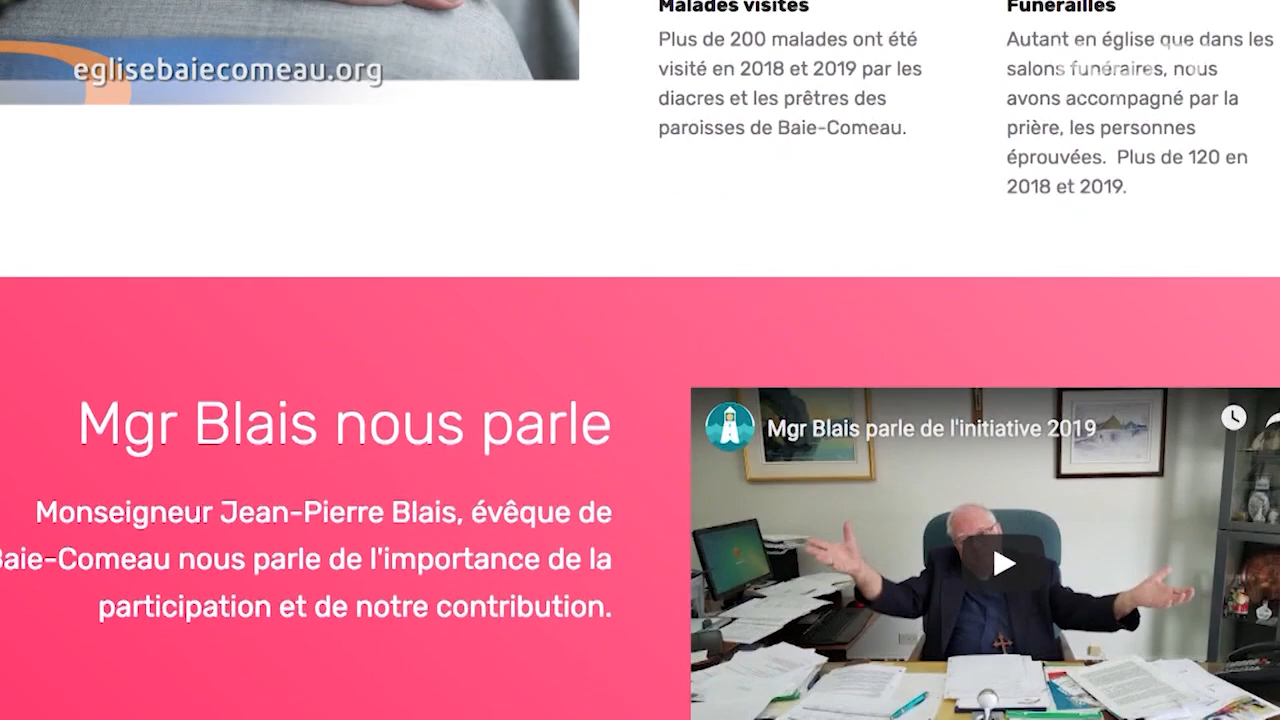 eglisebaiecomeau.org
Malades visités
Plus de 200 malades ont été
visité en 2018 et 2019 par les
diacres et les prêtres des
paroisses de Baie-Comeau.
Funérailles
Autant en église que dans les
salons funéraires, nous
avons accompagné par la
prière, les personnes
éprouvées.  Plus de 120 en
2018 et 2019.
Mgr Blais nous parle
Monseigneur Jean-Pierre Blais, évêque de
Baie-Comeau nous parle de l'importance de la
participation et de notre contribution.
Mgr Blais parle de l'initiative 2019